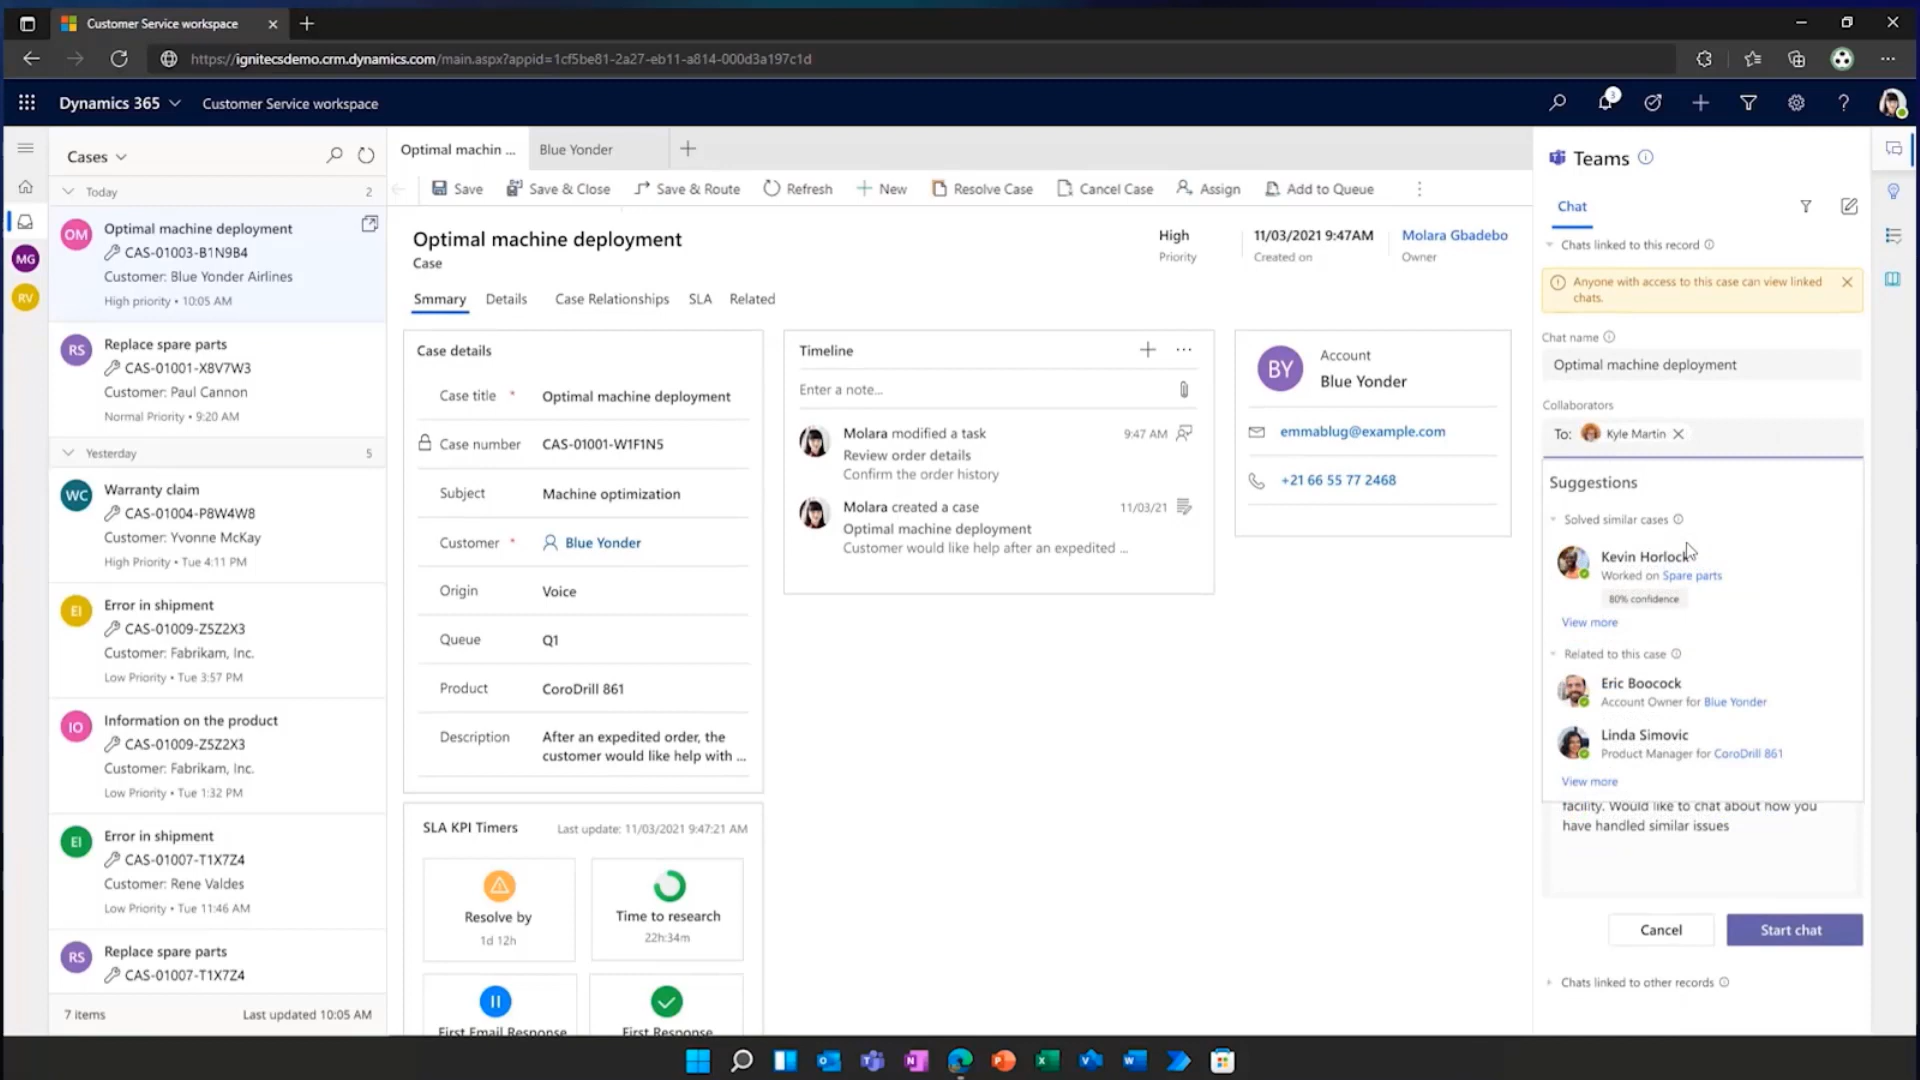 Customer Service workspace
https://ignitecsdemo.crm.dynamics.com/main.aspx?appid=1cf5be81-2a27-eb11-a814-000d3a197c1d
Dynamics 365
Customer Service workspace
3
MG
RV
Cases
Today
2
OM
Optimal machine deployment
CAS-01003-B1N9B4
Customer: Blue Yonder Airlines
High priority • 10:05 AM
RS
Replace spare parts
CAS-01001-X8V7W3
Customer: Paul Cannon
Normal Priority • 9:20 AM
Yesterday
5
WC
Warranty claim
CAS-01004-P8W4W8
Customer: Yvonne McKay
High Priority • Tue 4:11 PM
EI
Error in shipment
CAS-01009-Z5Z2X3
Customer: Fabrikam, Inc.
Low Priority • Tue 3:57 PM
IO
Information on the product
CAS-01009-Z5Z2X3
Customer: Fabrikam, Inc.
Low Priority • Tue 1:32 PM
EI
Error in shipment
CAS-01007-T1X7Z4
Customer: Rene Valdes
Low Priority • Tue 11:46 AM
RS
Replace spare parts
CAS-01007-T1X7Z4
7 items
Last updated 10:05 AM
Optimal machin ...
Blue Yonder
Save
Save & Close
Save & Route
Refresh
New
Resolve Case
Cancel Case
Assign
Add to Queue
Optimal machine deployment
Case
High
Priority
11/03/2021 9:47AM
Created on
Molara Gbadebo
Owner
Smmary
Details
Case Relationships
SLA
Related
Case details
Case title *
Optimal machine deployment
Case number
CAS-01001-W1F1N5
Subject
Machine optimization
Customer *
Blue Yonder
Origin
Voice
Queue
Q1
Product
CoroDrill 861
Description
After an expedited order, the
customer would like help with ...
SLA KPI Timers
Last update: 11/03/2021 9:47:21 AM
Resolve by
1d 12h
Time to research
22h:34m
First Email Response
First Response
Timeline
Enter a note...
Molara modified a task
9:47 AM
Review order details
Confirm the order history
Molara created a case
11/03/21
Optimal machine deployment
Customer would like help after an expedited ...
BY
Account
Blue Yonder
emmablug@example.com
+21 66 55 77 2468
Teams
Chat
Chats linked to this record
Anyone with access to this case can view linked
chats.
Chat name
Optimal machine deployment
Collaborators
To: Kyle Martin
Suggestions
Solved similar cases
Kevin Horlock
Worked on Spare parts
80% confidence
View more
Related to this case
Eric Boocock
Account Owner for Blue Yonder
Linda Simovic
Product Manager for CoroDrill 861
View more
facility. Would like to chat about how you
have handled similar issues
Cancel
Start chat
Chats linked to other records